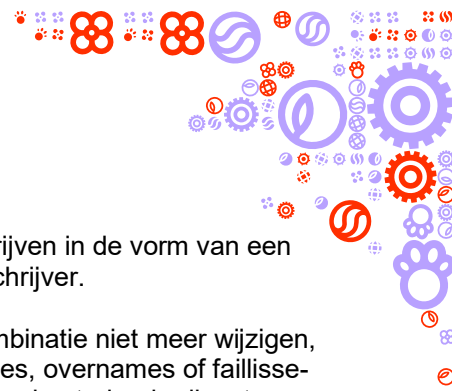 rijven in de vorm van een
chrijver.
mbinatie niet meer wijzigen,
es, overnames of faillisse-